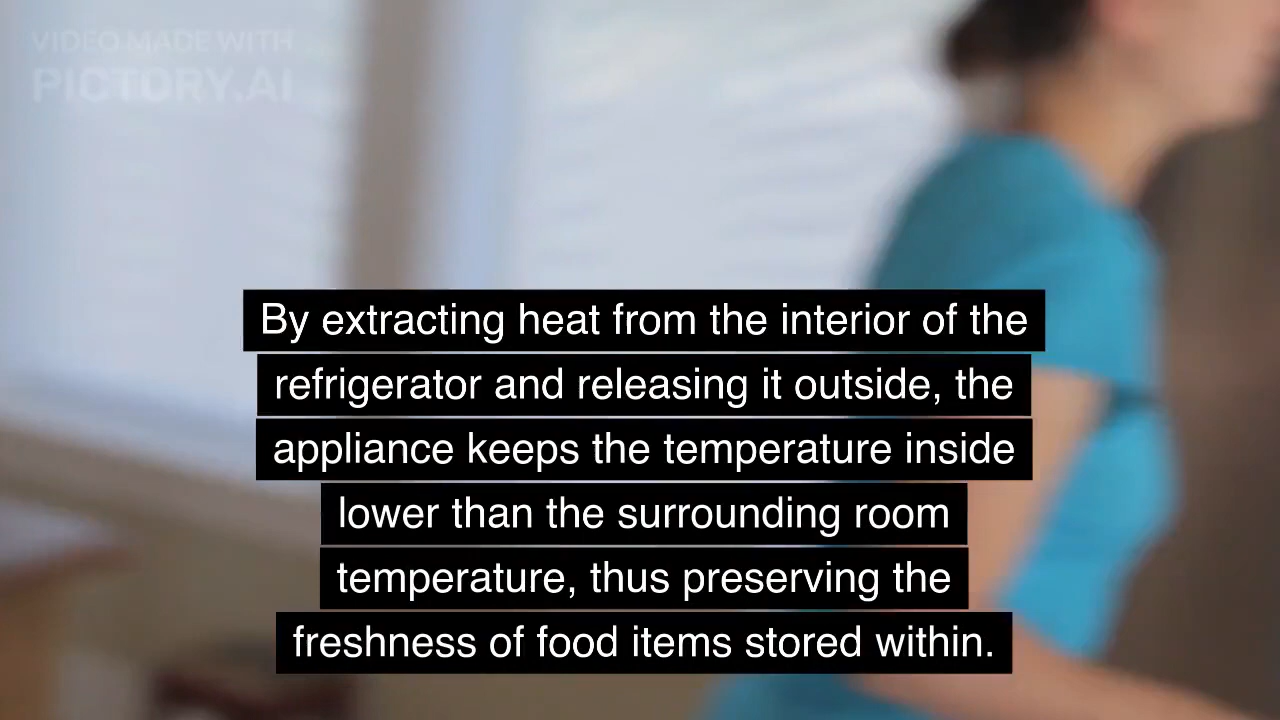 VIDEO MADE WITH
PICTORY.AI
By extracting heat from the interior of the
refrigerator and releasing it outside, the
appliance keeps the temperature inside
lower than the surrounding room
temperature, thus preserving the
freshness of food items stored within.